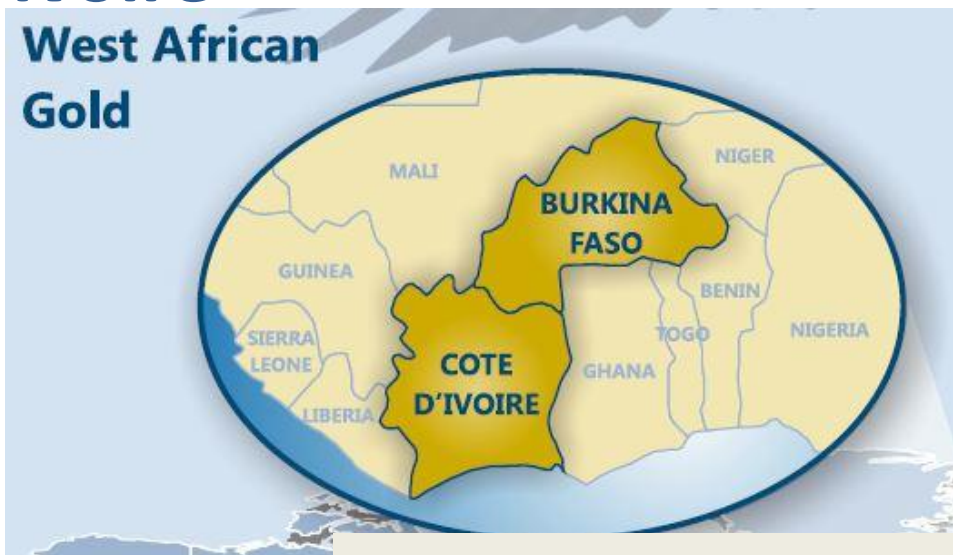 West African
Gold
MALI
NIGER
BURKINA
FASO
GUINEA
BENIN
SIERRA
LEONE
TOGO
NIGERIA
COTE
D'IVOIRE
GHANA
LIBERIA